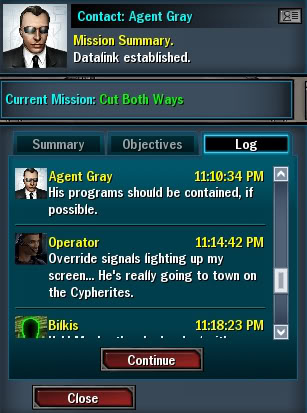 Contact: Agent Gray
Mission Summary.
Datalink established.
Current Mission: Cut Both Ways
Summary
Objectives
Log
Agent Gray 11:10:34 PM
His programs should be contained, if
possible.
Operator 11:14:42 PM
Override signals lighting up my
screen... He's really going to town on
the Cypherites.
Bilkis 11:18:23 PM
Continue
Close